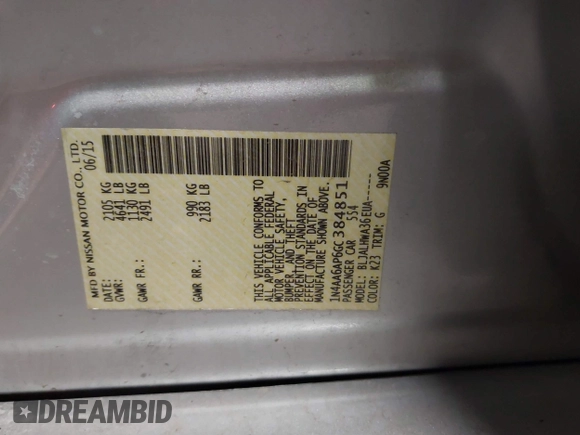 MFD BY NISSAN MOTOR CO., LTD.
DATE: 06/15
GVWR: 2105 KG
4641 LB
GAWR FR: 1130 KG
2491 LB
GAWR RR: 990 KG
2183 LB
THIS VEHICLE CONFORMS TO
ALL APPLICABLE FEDERAL
MOTOR VEHICLE SAFETY,
BUMPER, AND THEFT
PREVENTION STANDARDS IN
EFFECT ON THE DATE OF
MANUFACTURE SHOWN ABOVE.
1N4AA6AP6GC384851
PASSENGER CAR 534
MODEL: BLJALHWA36EUA-----
COLOR: K23 TRIM: G 9N00A
DREAMBID